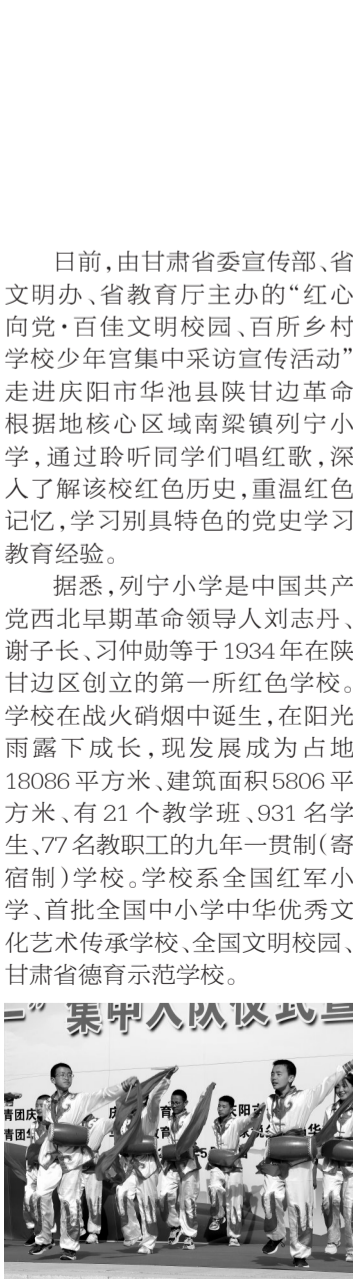 日前，由甘肃省委宣传部、省
文明办、省教育厅主办的“红心
向党·百佳文明校园、百所乡村
学校少年宫集中采访宣传活动”
走进庆阳市华池县陕甘边革命
根据地核心区域南梁镇列宁小
学，通过聆听同学们唱红歌，深
入了解该校红色历史，重温红色
记忆，学习别具特色的党史学习
教育经验。
据悉，列宁小学是中国共产
党西北早期革命领导人刘志丹、
谢子长、习仲勋等于1934年在陕
甘边区创立的第一所红色学校。
学校在战火硝烟中诞生，在阳光
雨露下成长，现发展成为占地
18086平方米、建筑面积5806平
方米、有21个教学班、931名学
生、77名教职工的九年一贯制（寄
宿制）学校。学校系全国红军小
学、首批全国中小学中华优秀文
化艺术传承学校、全国文明校园、
甘肃省德育示范学校。
”集中入队仪式
青团庆 庆 育 庆阳市
青团 育 华